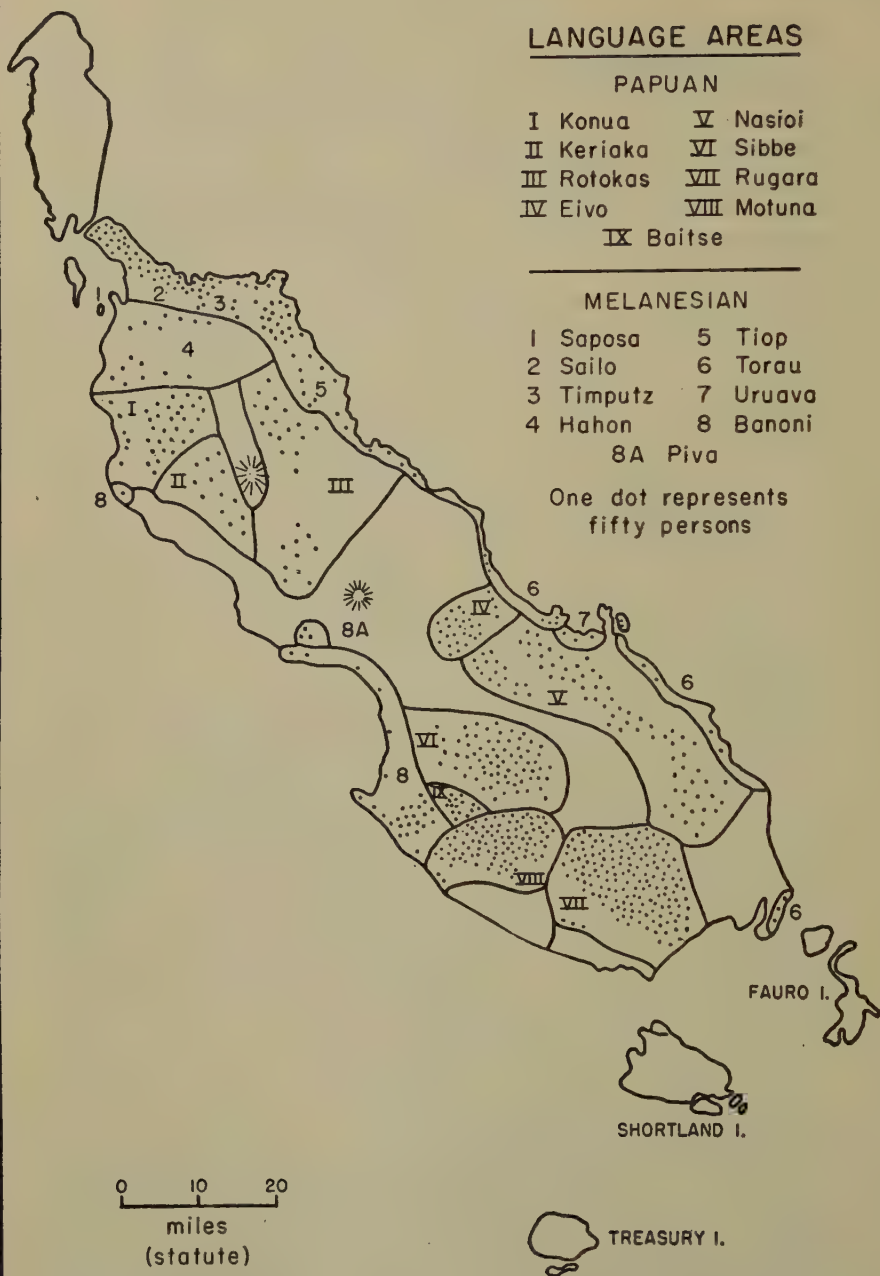 LANGUAGE AREAS
PAPUAN
I Konua V Nasioi
II Keriaka VI Sibbe
III Rotokas VII Rugara
IV Eivo VIII Motuna
IX Baitse
MELANESIAN
1 Saposa 5 Tiop
2 Sailo 6 Torau
3 Timputz 7 Uruava
4 Hahon 8 Banoni
8A Piva
One dot represents
fifty persons
1
2
3
4
5
I
II
III
8
8A
IV
6
7
V
6
VI
8
IX
VIII
VII
6
FAURO I.
SHORTLAND I.
0 10 20
miles
(statute)
TREASURY I.